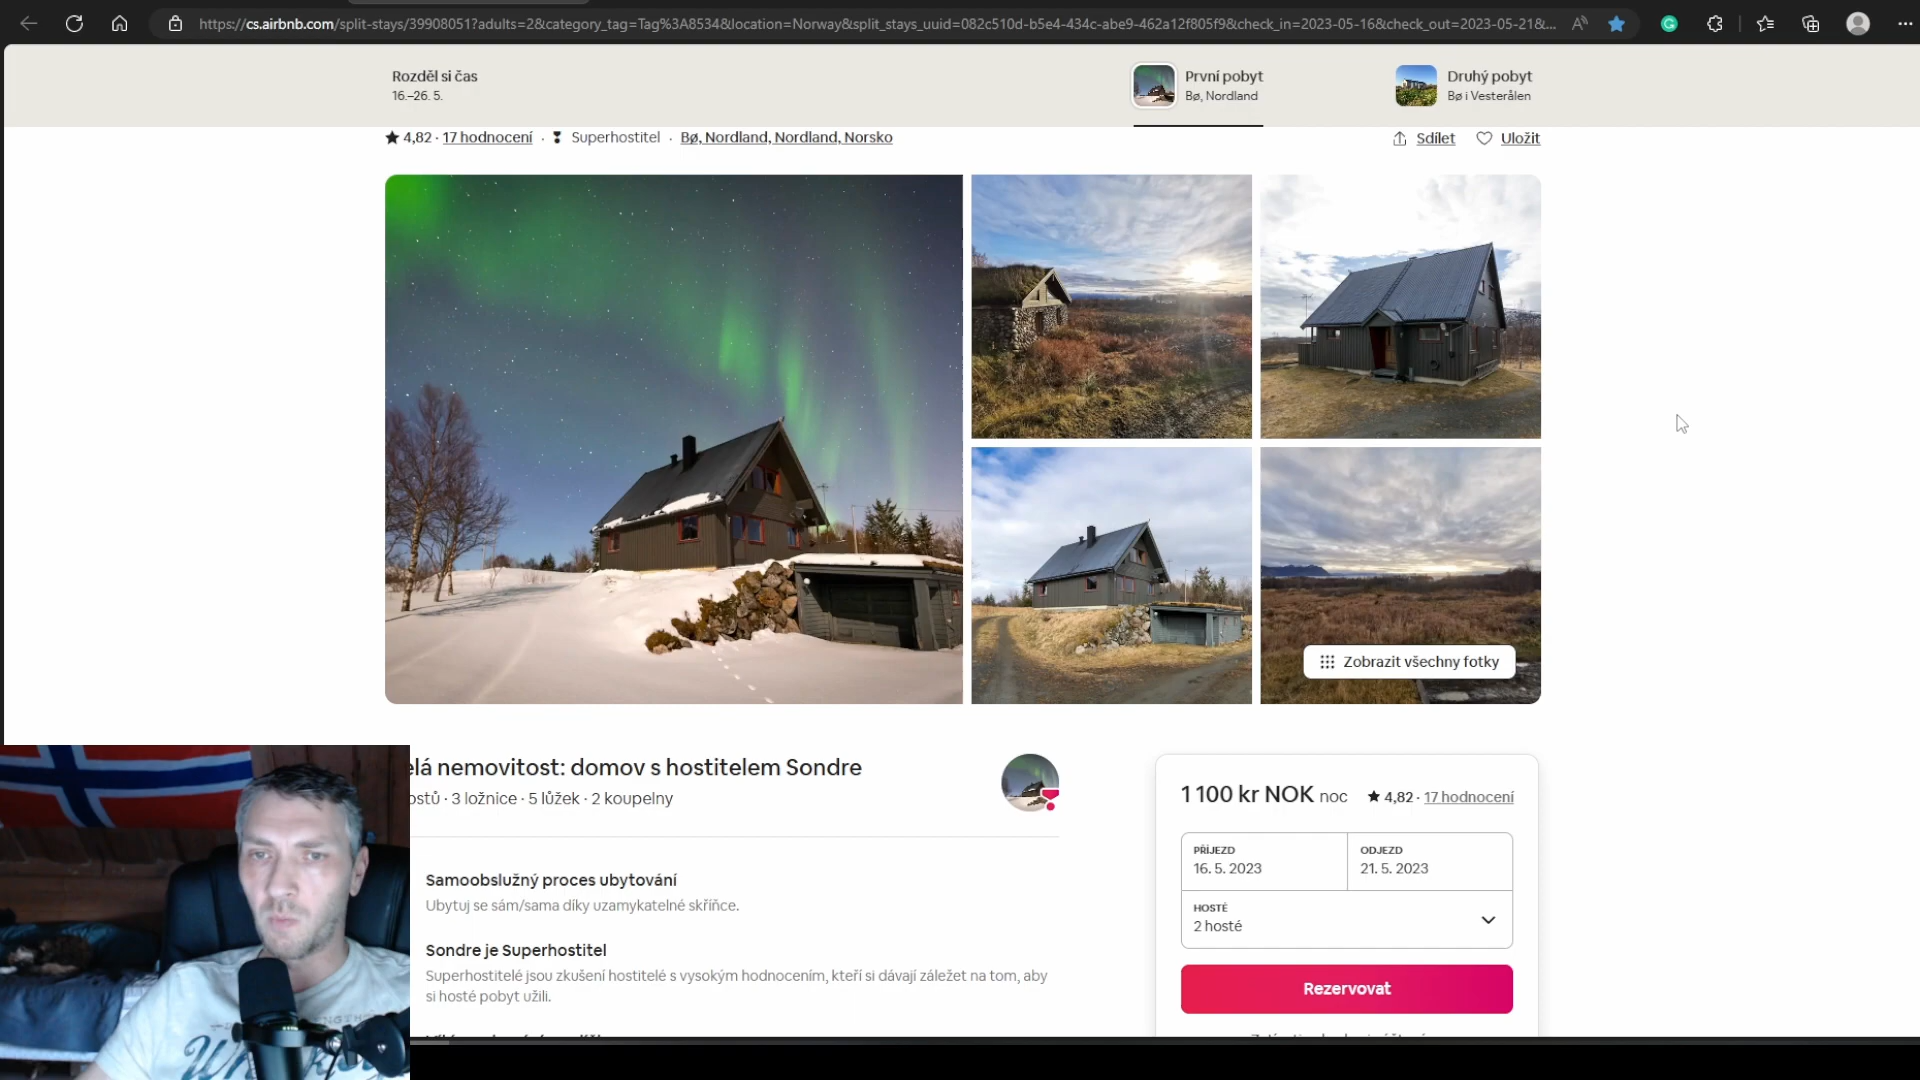 https://cs.airbnb.com/split-stays/39908051?adults=2&category_tag=Tag%3A8534&location=Norway&split_stays_uuid=082c510d-b5e4-434c-abe9-462a12f805f9&check_in=2023-05-16&check_out=2023-05-21&...
Rozděl si čas
16.–26. 5.
První pobyt
Bø, Nordland
Druhý pobyt
Bø i Vesterålen
4,82 · 17 hodnocení · Superhostitel · Bø, Nordland, Nordland, Norsko
Sdílet
Uložit
Zobrazit všechny fotky
elá nemovitost: domov s hostitelem Sondre
ostů · 3 ložnice · 5 lůžek · 2 koupelny
Samoobslužný proces ubytování
Ubytuj se sám/sama díky uzamykatelné skříňce.
Sondre je Superhostitel
Superhostitelé jsou zkušení hostitelé s vysokým hodnocením, kteří si dávají záležet na tom, aby
si hosté pobyt užili.
1 100 kr NOK noc
4,82 · 17 hodnocení
PŘÍJEZD
16. 5. 2023
ODJEZD
21. 5. 2023
HOSTÉ
2 hosté
Rezervovat